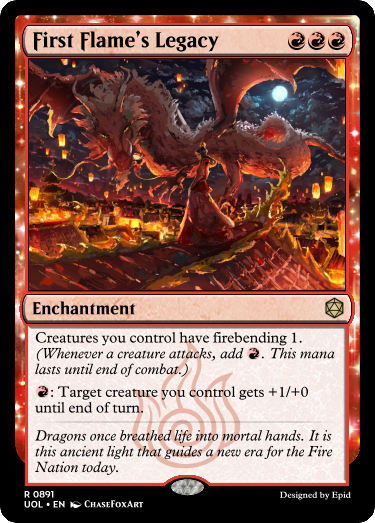 First Flame's Legacy
Enchantment
Creatures you control have firebending 1.
(Whenever a creature attacks, add . This mana
lasts until end of combat.)
: Target creature you control gets +1/+0
until end of turn.
Dragons once breathed life into mortal hands. It is
this ancient light that guides a new era for the Fire
Nation today.
R 0891
UOL • EN ChaseFoxArt
Designed by Epid